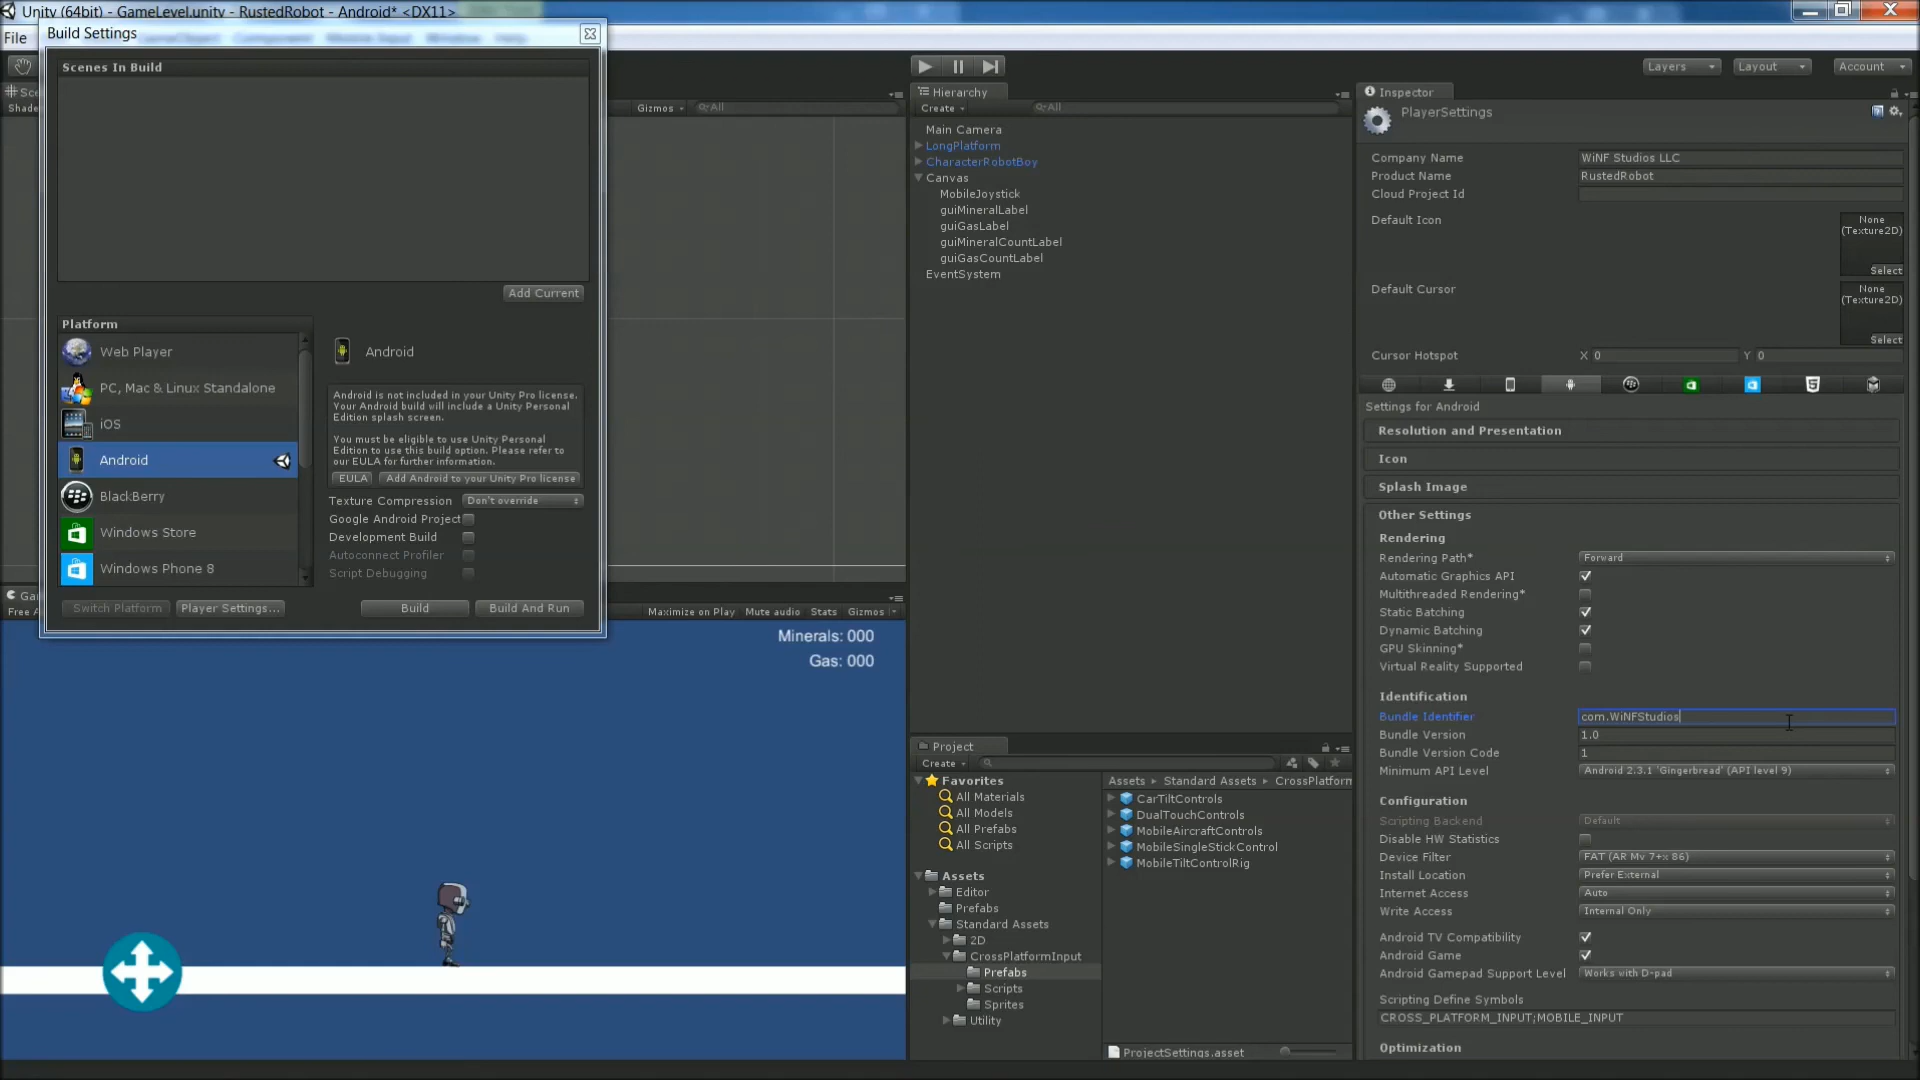 Unity (64bit) - GameLevel.unity - RustedRobot - Android* <DX11>
File
Build Settings
Scenes In Build
Add Current
Platform
Web Player
PC, Mac & Linux Standalone
iOS
Android
BlackBerry
Windows Store
Windows Phone 8
Android
Android is not included in your Unity Pro license.
Your Android build will include a Unity Personal
Edition splash screen.
You must be eligible to use Unity Personal
Edition to use this build option. Please refer to
our EULA for further information.
EULA
Add Android to your Unity Pro license
Texture Compression Don't override
Google Android Project
Development Build
Autoconnect Profiler
Script Debugging
Switch Platform
Player Settings...
Build
Build And Run
Gizmos
All
Maximize on Play
Mute audio
Stats
Gizmos
Minerals: 000
Gas: 000
Hierarchy
Create
All
Main Camera
LongPlatform
CharacterRobotBoy
Canvas
MobileJoystick
guiMineralLabel
guiGasLabel
guiMineralCountLabel
guiGasCountLabel
EventSystem
Project
Create
Favorites
All Materials
All Models
All Prefabs
All Scripts
Assets
Editor
Prefabs
Standard Assets
2D
CrossPlatformInput
Prefabs
Scripts
Sprites
Utility
Assets
Standard Assets
CrossPlatform
CarTiltControls
DualTouchControls
MobileAircraftControls
MobileSingleStickControl
MobileTiltControlRig
ProjectSettings.asset
Layers
Layout
Account
Inspector
PlayerSettings
Company Name WiNF Studios LLC
Product Name RustedRobot
Cloud Project Id
Default Icon
None
(Texture2D)
Select
Default Cursor
None
(Texture2D)
Select
Cursor Hotspot X 0 Y 0
Settings for Android
Resolution and Presentation
Icon
Splash Image
Other Settings
Rendering
Rendering Path* Forward
Automatic Graphics API
Multithreaded Rendering*
Static Batching
Dynamic Batching
GPU Skinning*
Virtual Reality Supported
Identification
Bundle Identifier com.WiNFStudios
Bundle Version 1.0
Bundle Version Code 1
Minimum API Level Android 2.3.1 'Gingerbread' (API level 9)
Configuration
Scripting Backend Default
Disable HW Statistics
Device Filter FAT (AR Mv 7+x 86)
Install Location Prefer External
Internet Access Auto
Write Access Internal Only
Android TV Compatibility
Android Game
Android Gamepad Support Level Works with D-pad
Scripting Define Symbols
CROSS_PLATFORM_INPUT;MOBILE_INPUT
Optimization